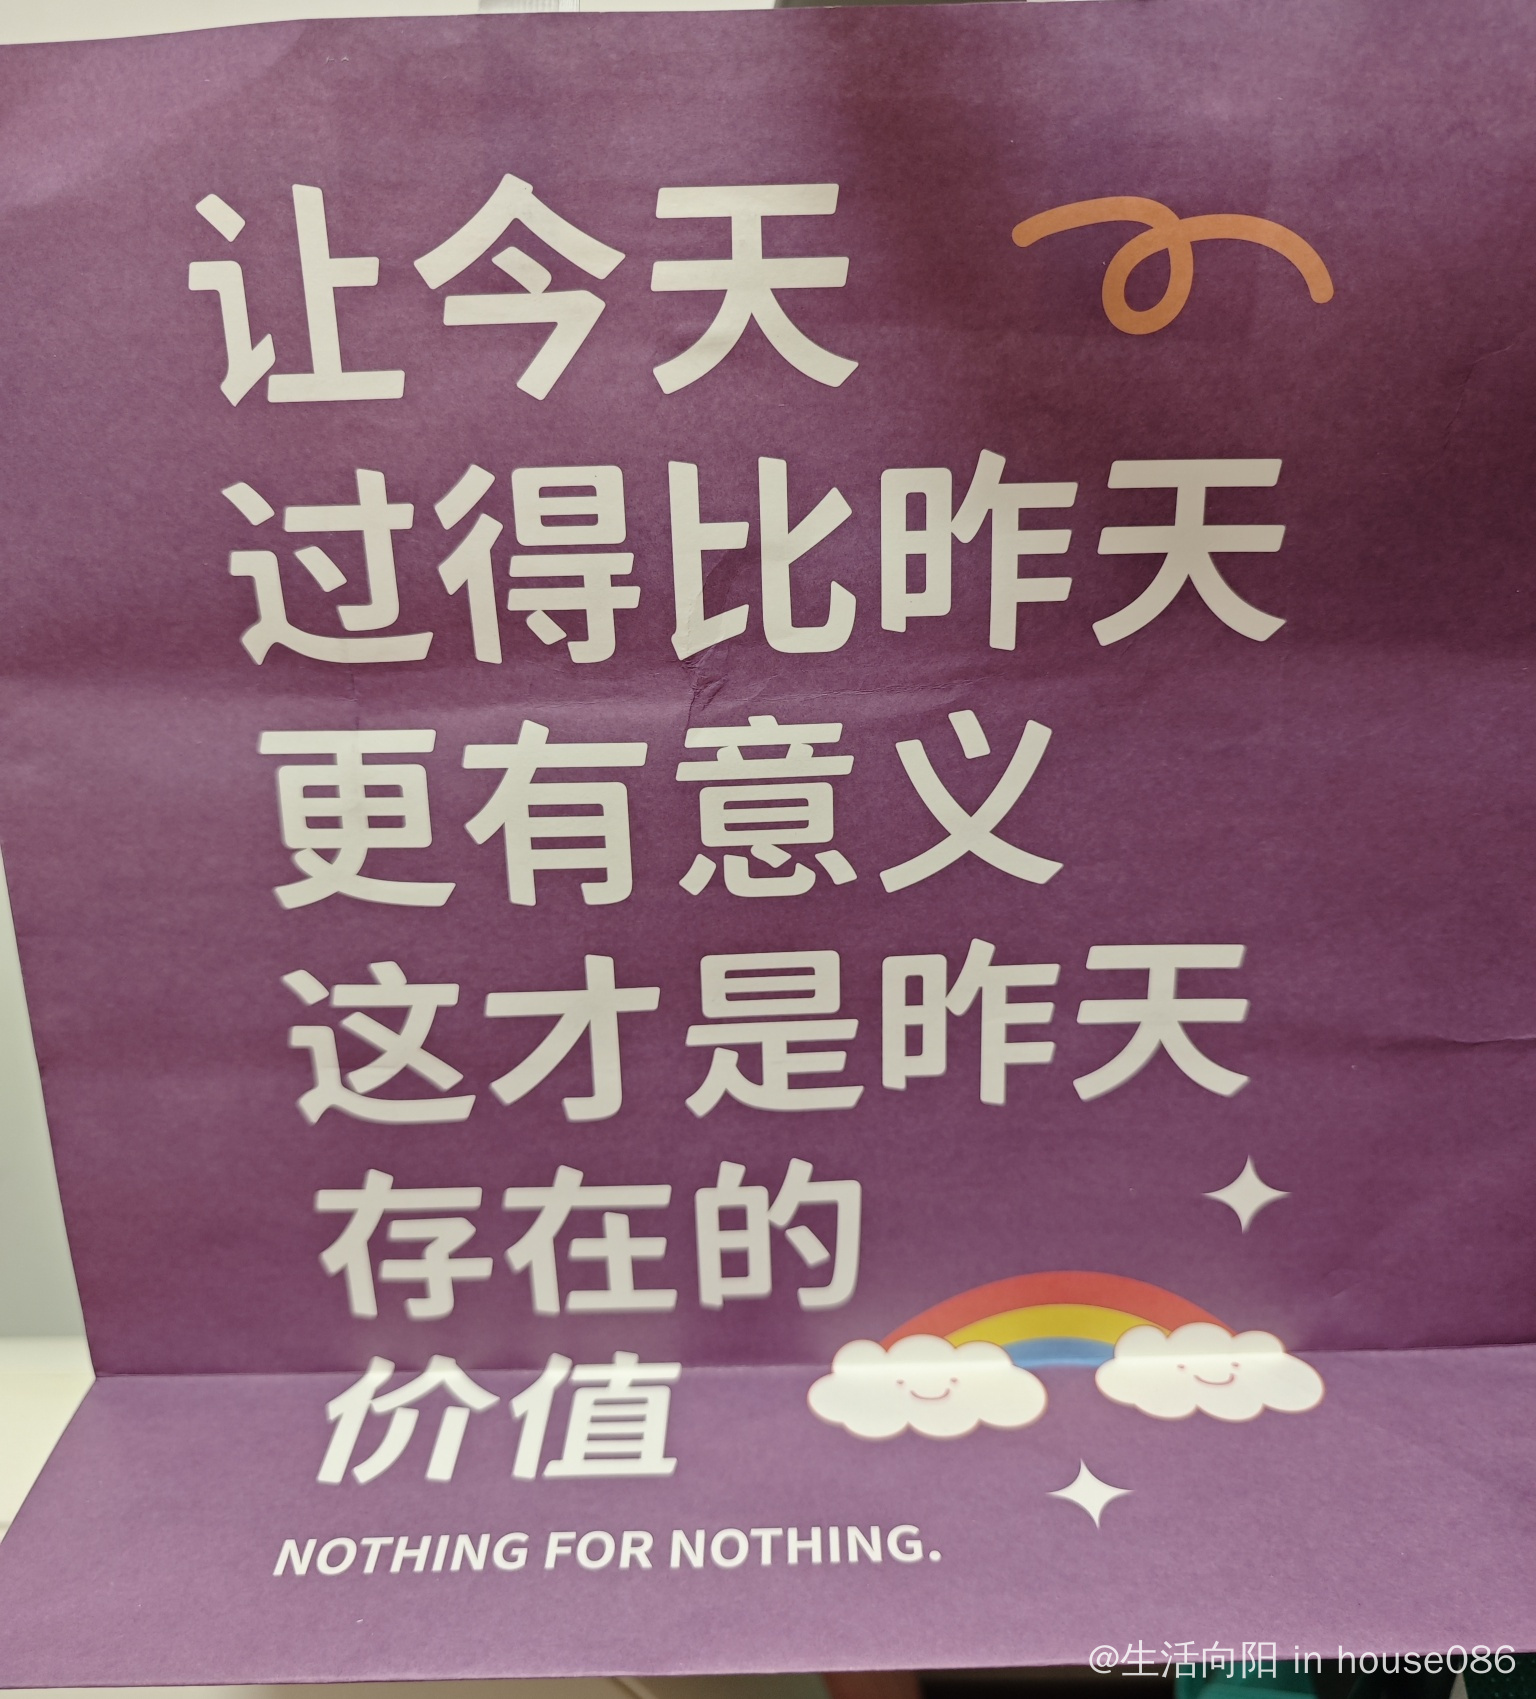 让今天
过得比昨天
更有意义
这才是昨天
存在的
价值
NOTHING FOR NOTHING.
@生活向阳 in house086